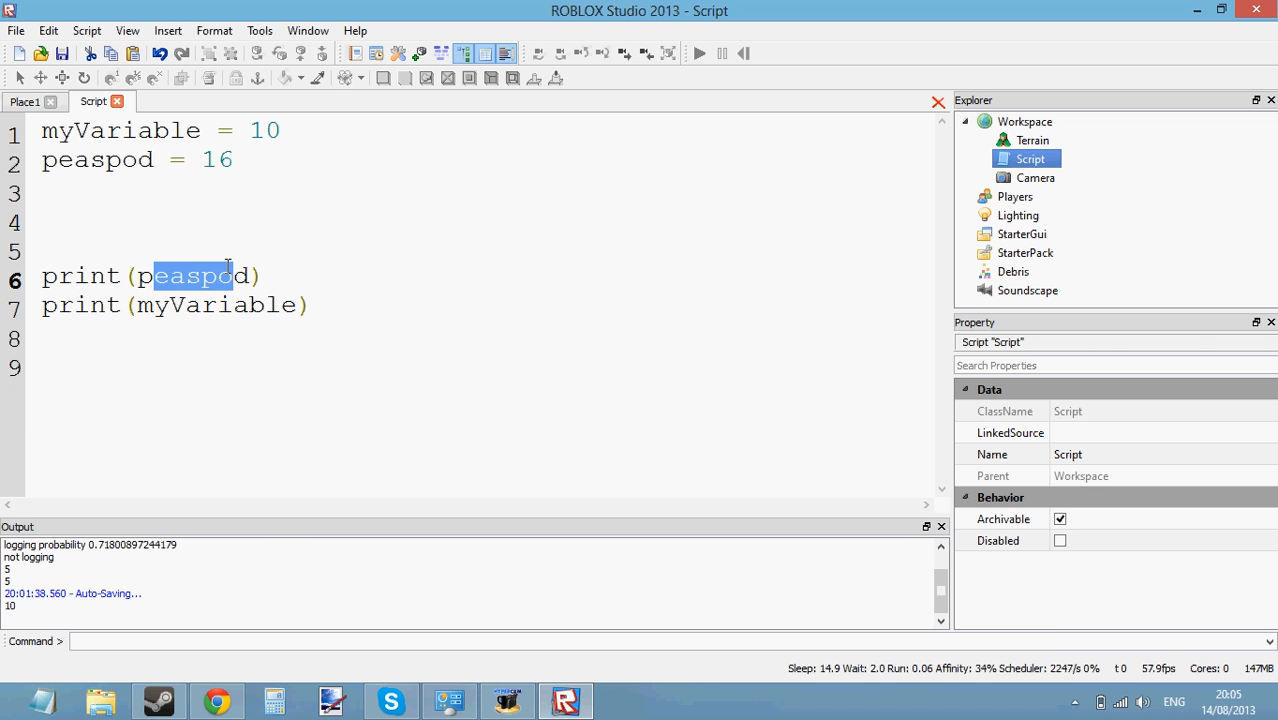 ROBLOX Studio 2013 - Script
File Edit Script View Insert Format Tools Window Help
Place1 Script
Explorer
Workspace
Terrain
Script
Camera
Players
Lighting
StarterGui
StarterPack
Debris
Soundscape
1 myVariable = 10
2 peaspod = 16
3
4
5
6 print(peaspod)
7 print(myVariable)
8
9
Property
Script "Script"
Search Properties
Data
ClassName Script
LinkedSource
Name Script
Parent Workspace
Behavior
Archivable
Disabled
Output
logging probability 0.71800897244179
not logging
5
5
20:01:38.560 - Auto-Saving...
10
Command >
Sleep: 14.9 Wait: 2.0 Run: 0.06 Affinity: 34% Scheduler: 2247/s 0% t 0 57.9fps Cores: 0 147MB
ENG
20:05
14/08/2013